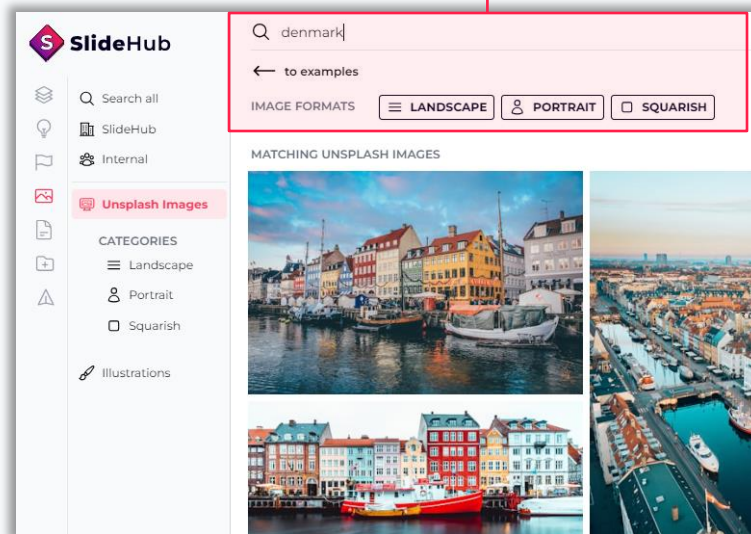 S SlideHub
denmark
to examples
IMAGE FORMATS LANDSCAPE PORTRAIT SQUARISH
Search all
SlideHub
Internal
Unsplash Images
CATEGORIES
Landscape
Portrait
Squarish
Illustrations
MATCHING UNSPLASH IMAGES